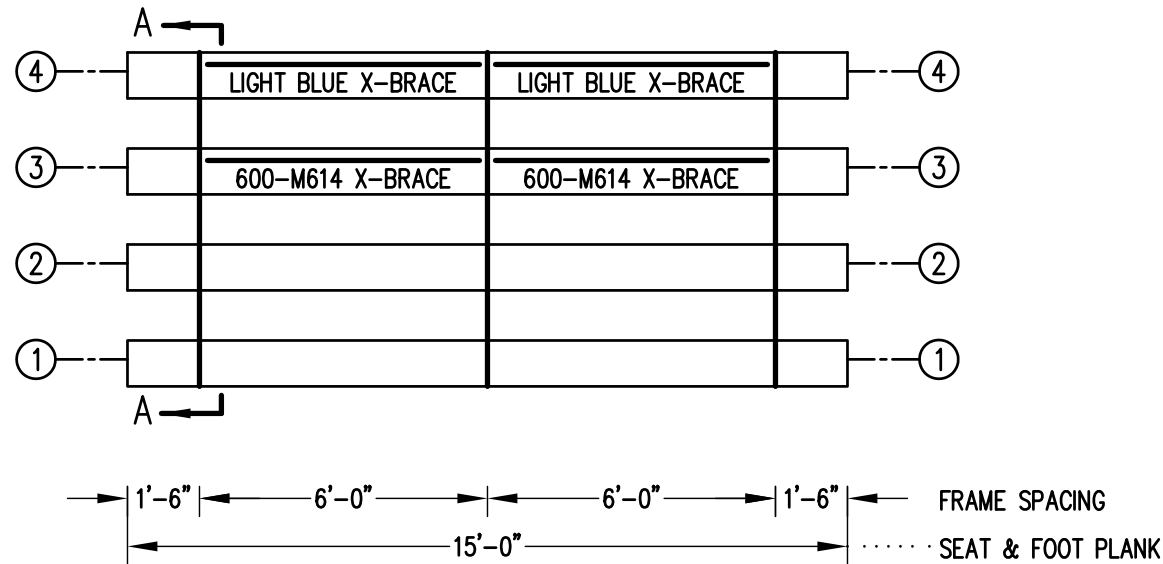 A
4 LIGHT BLUE X-BRACE LIGHT BLUE X-BRACE 4
3 600-M614 X-BRACE 600-M614 X-BRACE 3
2 2
1 1
A
1'-6" 6'-0" 6'-0" 1'-6" FRAME SPACING
15'-0" SEAT & FOOT PLANK